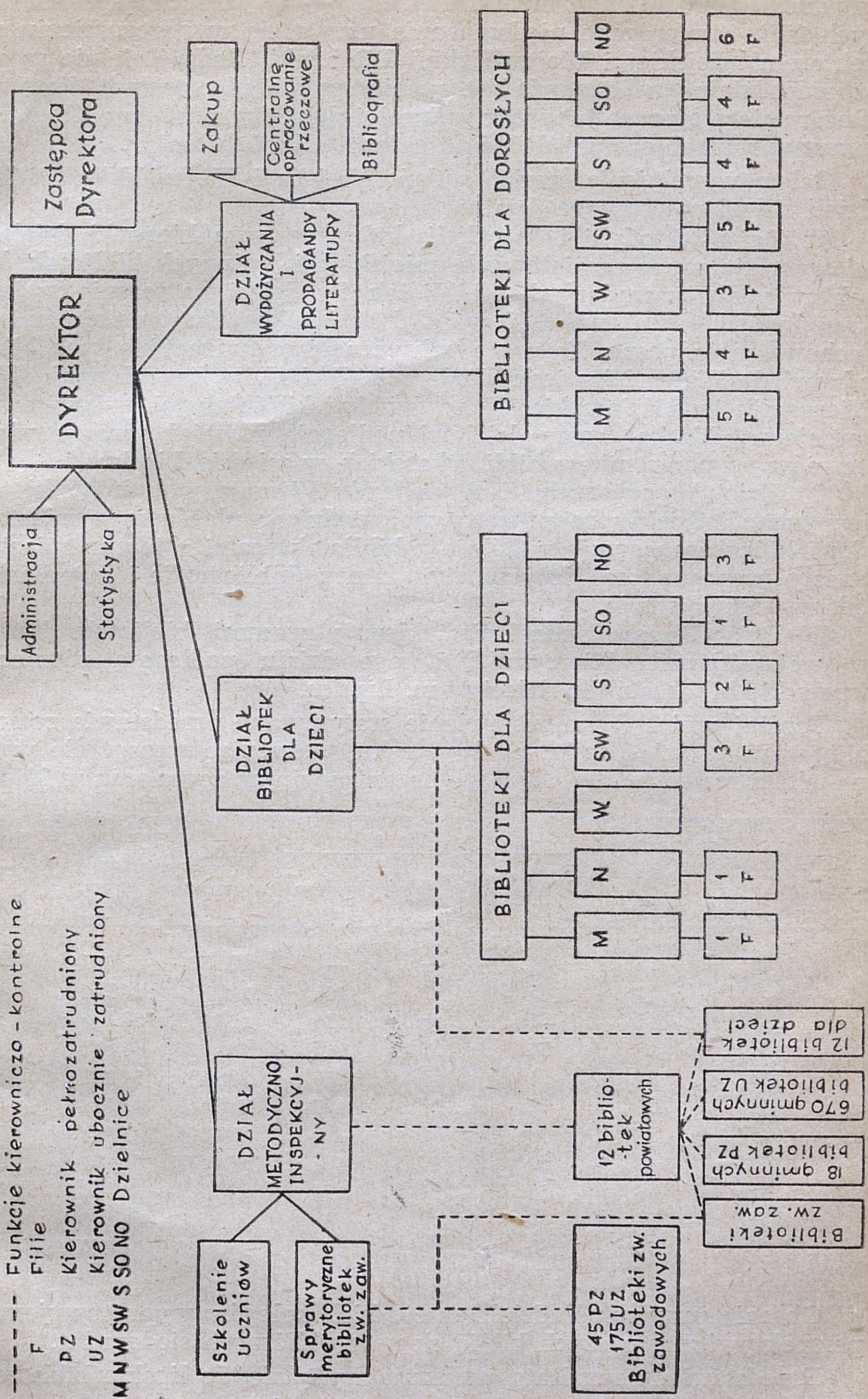 ------ Funkcje kierowniczo - kontrolne
F Filie
PZ Kierownik pełnozatrudniony
UZ Kierownik ubocznie zatrudniony
M N W SW S SO NO Dzielnice
Administracja
Statystyka
DYREKTOR
Zastępca
Dyrektora
Szkolenie
Uczniów
Sprawy
merytoryczne
bibliotek
zw. zaw.
DZIAŁ
METODYCZNO
INSPEKCYJ-
- NY
DZIAŁ
BIBLIOTEK
DLA
DZIECI
DZIAŁ
WYPOŻYCZANIA
I
PROPAGANDY
LITERATURY
Zakup
Centralne
opracowanie
rzeczowe
Bibliografia
45 PZ
175 UZ
Biblioteki zw.
zawodowych
12 biblio-
-tek
powiatowych
Biblioteki
zw. zaw.
18 gminnych
bibliotek PZ
670 gminnych
bibliotek UZ
12 bibliotek
dla dzieci
BIBLIOTEKI DLA DZIECI
M N W SW S SO NO
1 1 3 2 1 3
F F F F F F
BIBLIOTEKI DLA DOROSŁYCH
M N W SW S SO NO
5 4 3 5 4 4 6
F F F F F F F